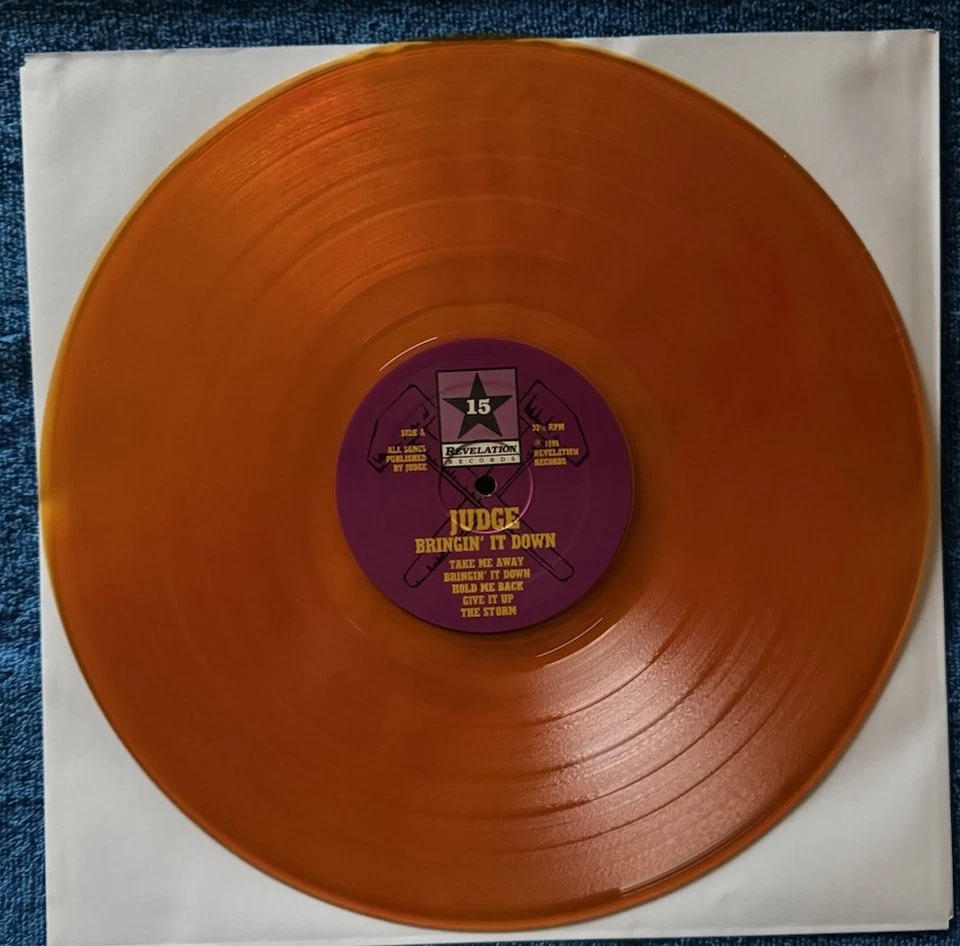 15
REVELATION
RECORDS
SIDE A
ALL SONGS
PUBLISHED
BY JUDGE
33⅓ RPM
REVELATION
RECORDS
JUDGE
BRINGIN' IT DOWN
TAKE ME AWAY
BRINGIN' IT DOWN
HOLD ME BACK
GIVE IT UP
THE STORM